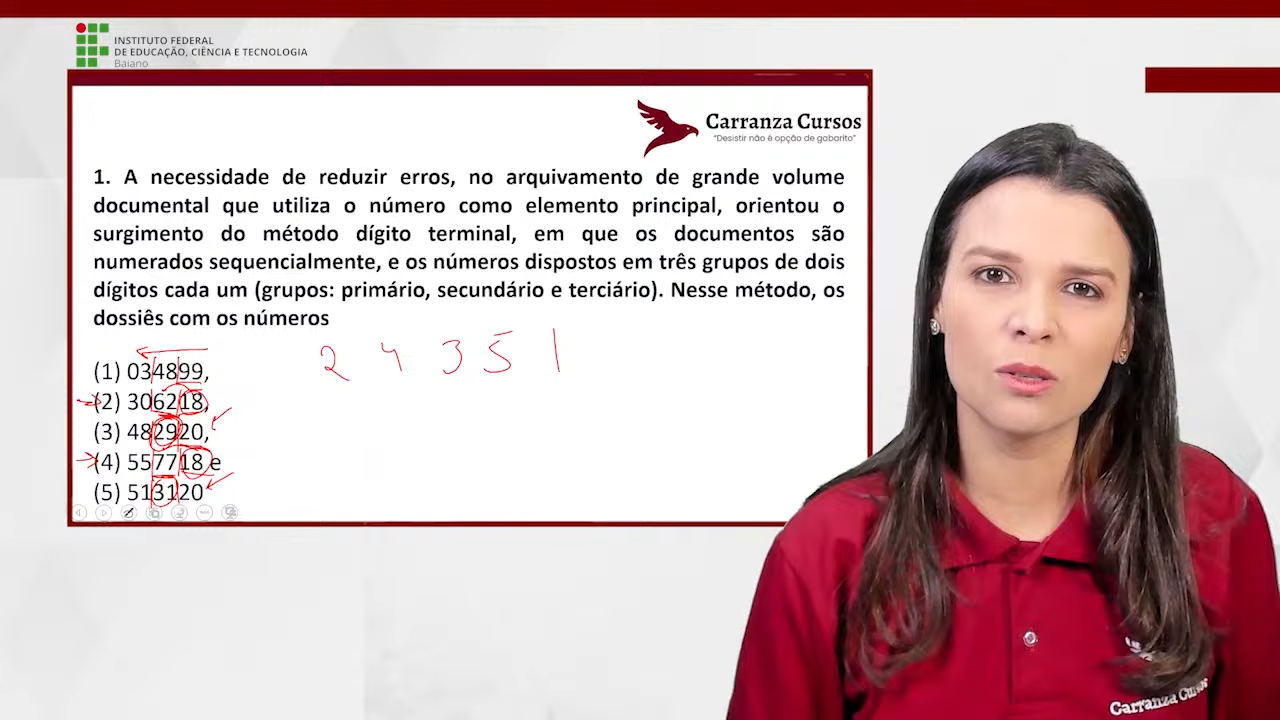 INSTITUTO FEDERAL
DE EDUCAÇÃO, CIÊNCIA E TECNOLOGIA
Baiano
Carranza Cursos
"Desistir não é opção de gabarito"
1. A necessidade de reduzir erros, no arquivamento de grande volume
documental que utiliza o número como elemento principal, orientou o
surgimento do método dígito terminal, em que os documentos são
numerados sequencialmente, e os números dispostos em três grupos de dois
dígitos cada um (grupos: primário, secundário e terciário). Nesse método, os
dossiês com os números
2 4 3 5 1
(1) 034899,
(2) 306218,
(3) 482920,
(4) 557718 e
(5) 513120
Carranza Cursos